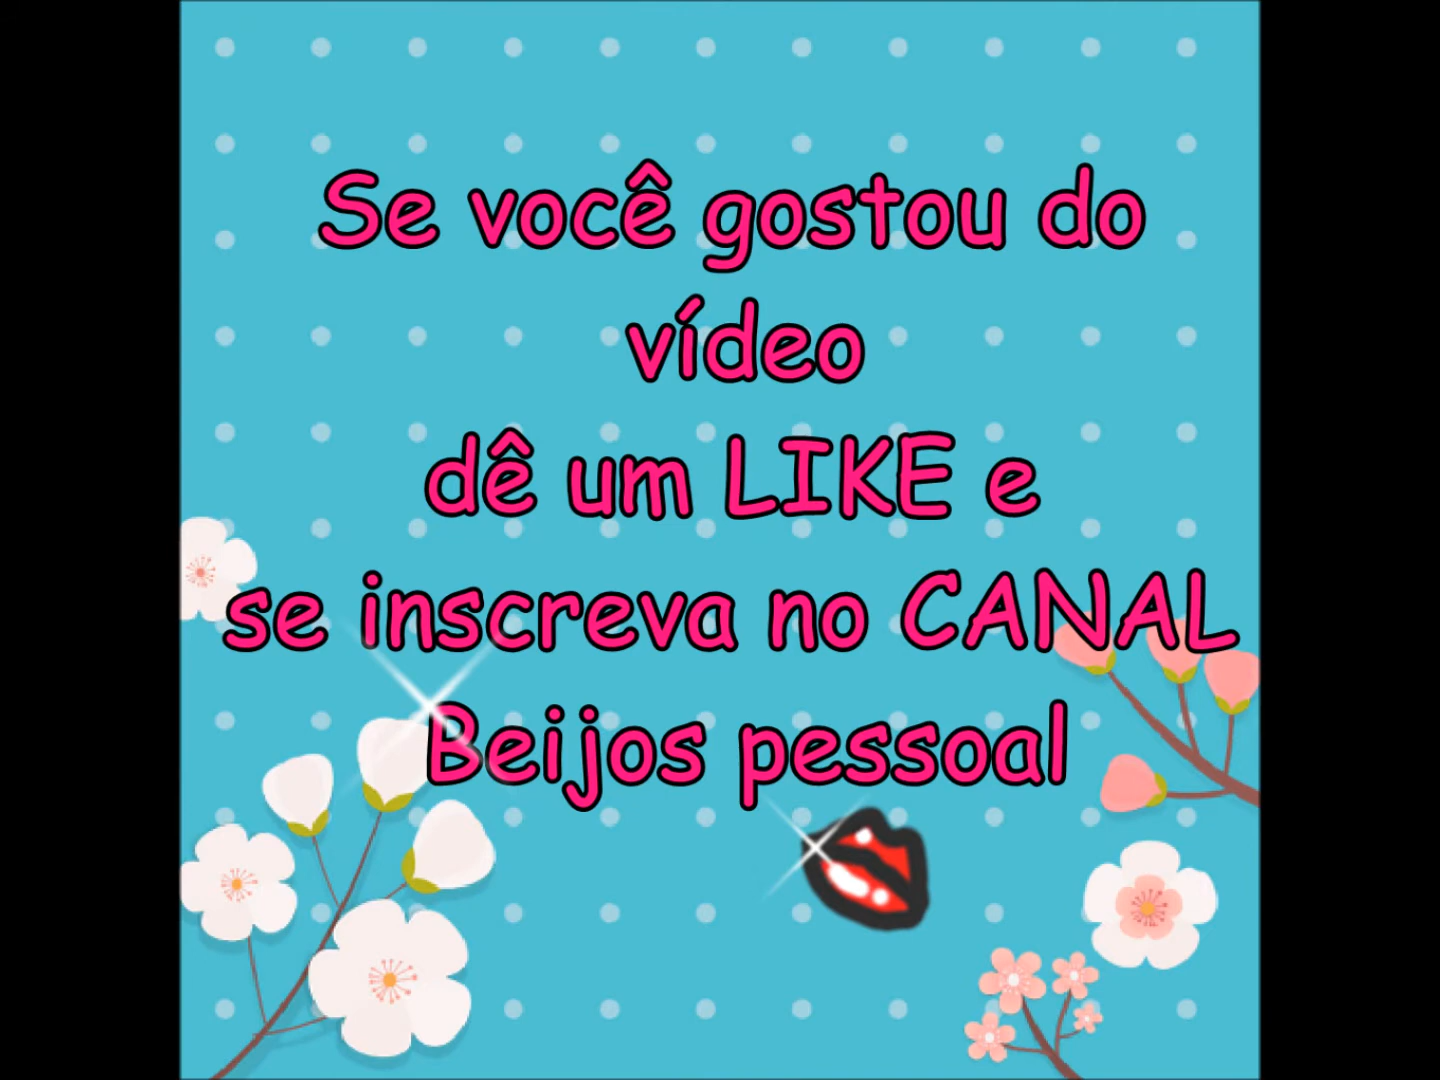 Se você gostou do
vídeo
dê um LIKE e
se inscreva no CANAL
Beijos pessoal